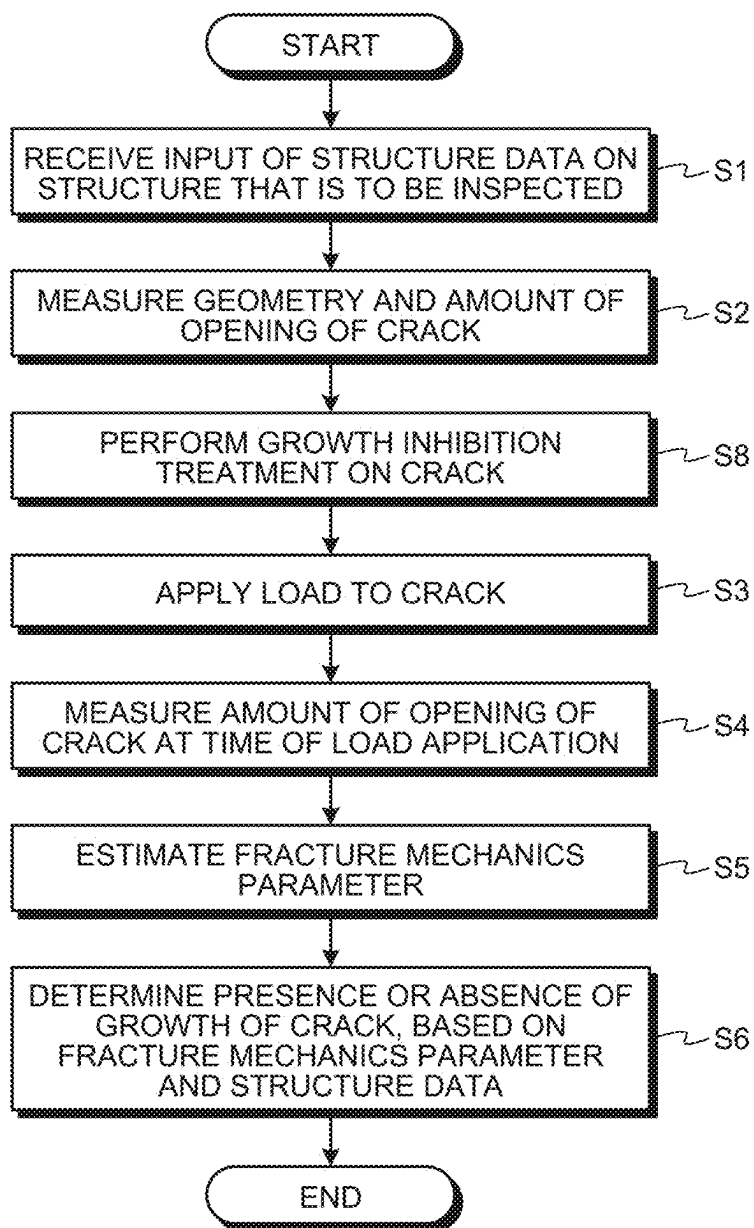 START
RECEIVE INPUT OF STRUCTURE DATA ON
STRUCTURE THAT IS TO BE INSPECTED
S1
MEASURE GEOMETRY AND AMOUNT OF
OPENING OF CRACK
S2
PERFORM GROWTH INHIBITION
TREATMENT ON CRACK
S8
APPLY LOAD TO CRACK
S3
MEASURE AMOUNT OF OPENING OF
CRACK AT TIME OF LOAD APPLICATION
S4
ESTIMATE FRACTURE MECHANICS
PARAMETER
S5
DETERMINE PRESENCE OR ABSENCE OF
GROWTH OF CRACK, BASED ON
FRACTURE MECHANICS PARAMETER
AND STRUCTURE DATA
S6
END